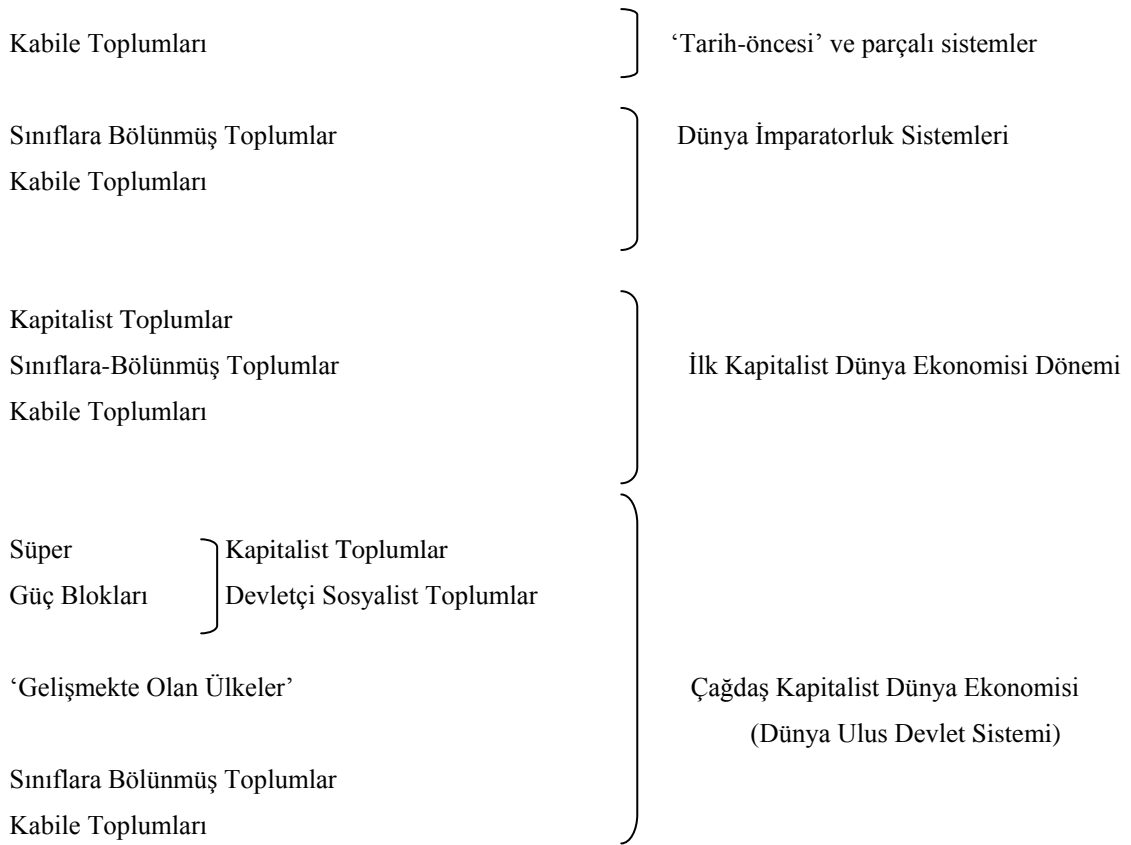 Kabile Toplumları ‘Tarih-öncesi’ ve parçalı sistemler
Sınıflara Bölünmüş Toplumlar Dünya İmparatorluk Sistemleri
Kabile Toplumları
Kapitalist Toplumlar
Sınıflara-Bölünmüş Toplumlar İlk Kapitalist Dünya Ekonomisi Dönemi
Kabile Toplumları
Süper Kapitalist Toplumlar
Güç Blokları Devletçi Sosyalist Toplumlar
‘Gelişmekte Olan Ülkeler’ Çağdaş Kapitalist Dünya Ekonomisi
(Dünya Ulus Devlet Sistemi)
Sınıflara Bölünmüş Toplumlar
Kabile Toplumları